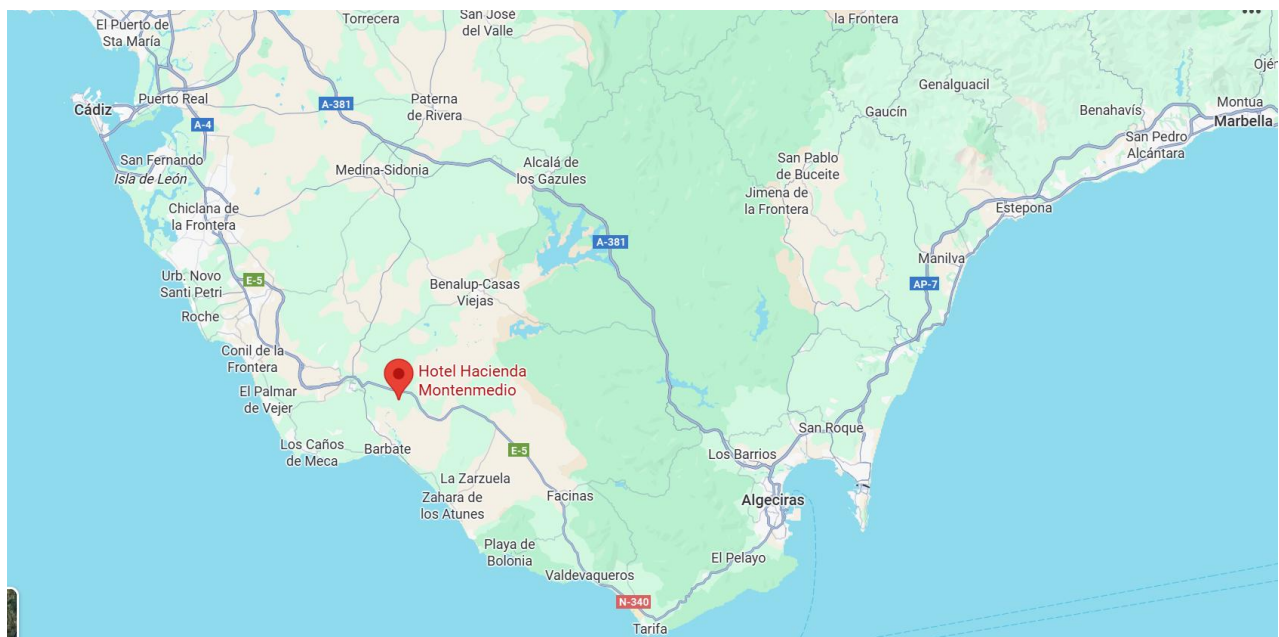 El Puerto de
Sta María
Torrecera
San José
del Valle
la Frontera
Ojén
Genalguacil
Cádiz
Puerto Real
A-381
Paterna
de Rivera
Gaucín
Benahavís
Montua
Marbella
A-4
San Pedro
Alcántara
San Fernando
Isla de León
Medina-Sidonia
Alcalá de
los Gazules
San Pablo
de Buceite
Jimena de
la Frontera
Chiclana de
la Frontera
Estepona
A-381
Manilva
Urb. Novo
Santi Petri
E-5
Benalup-Casas
Viejas
AP-7
Roche
Conil de la
Frontera
Hotel Hacienda
Montenmedio
El Palmar
de Vejer
Los Caños
de Meca
Barbate
E-5
San Roque
Los Barrios
La Zarzuela
Zahara de
los Atunes
Facinas
Algeciras
Playa de
Bolonia
El Pelayo
Valdevaqueros
N-340
Tarifa